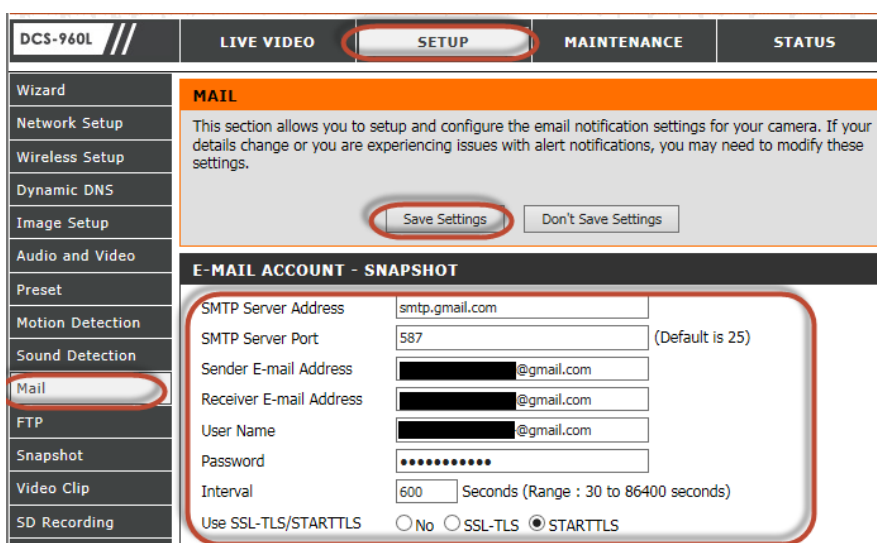 DCS-960L
LIVE VIDEO SETUP MAINTENANCE STATUS
Wizard
Network Setup
Wireless Setup
Dynamic DNS
Image Setup
Audio and Video
Preset
Motion Detection
Sound Detection
Mail
FTP
Snapshot
Video Clip
SD Recording
MAIL
This section allows you to setup and configure the email notification settings for your camera. If your
details change or you are experiencing issues with alert notifications, you may need to modify these
settings.
Save Settings Don't Save Settings
E-MAIL ACCOUNT - SNAPSHOT
SMTP Server Address smtp.gmail.com
SMTP Server Port 587 (Default is 25)
Sender E-mail Address @gmail.com
Receiver E-mail Address @gmail.com
User Name @gmail.com
Password •••••••••••
Interval 600 Seconds (Range : 30 to 86400 seconds)
Use SSL-TLS/STARTTLS No SSL-TLS STARTTLS